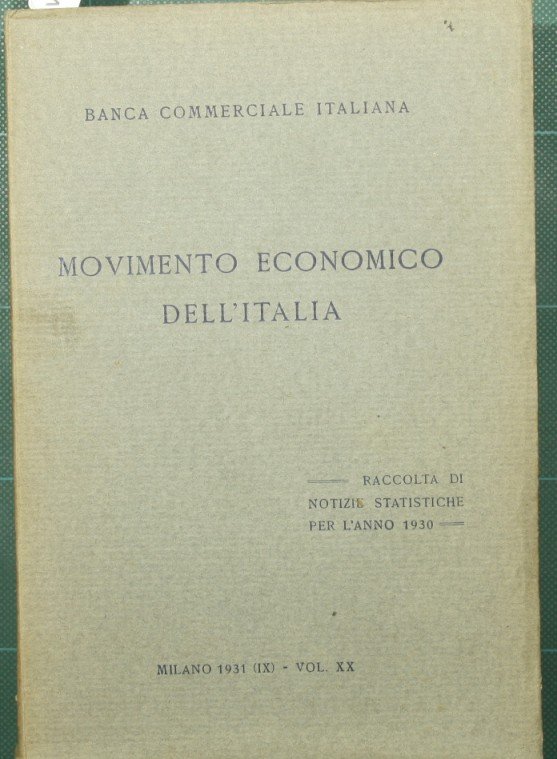 BANCA COMMERCIALE ITALIANA
MOVIMENTO ECONOMICO
DELL'ITALIA
RACCOLTA DI
NOTIZIE STATISTICHE
PER L'ANNO 1930
MILANO 1931 (IX) - VOL. XX